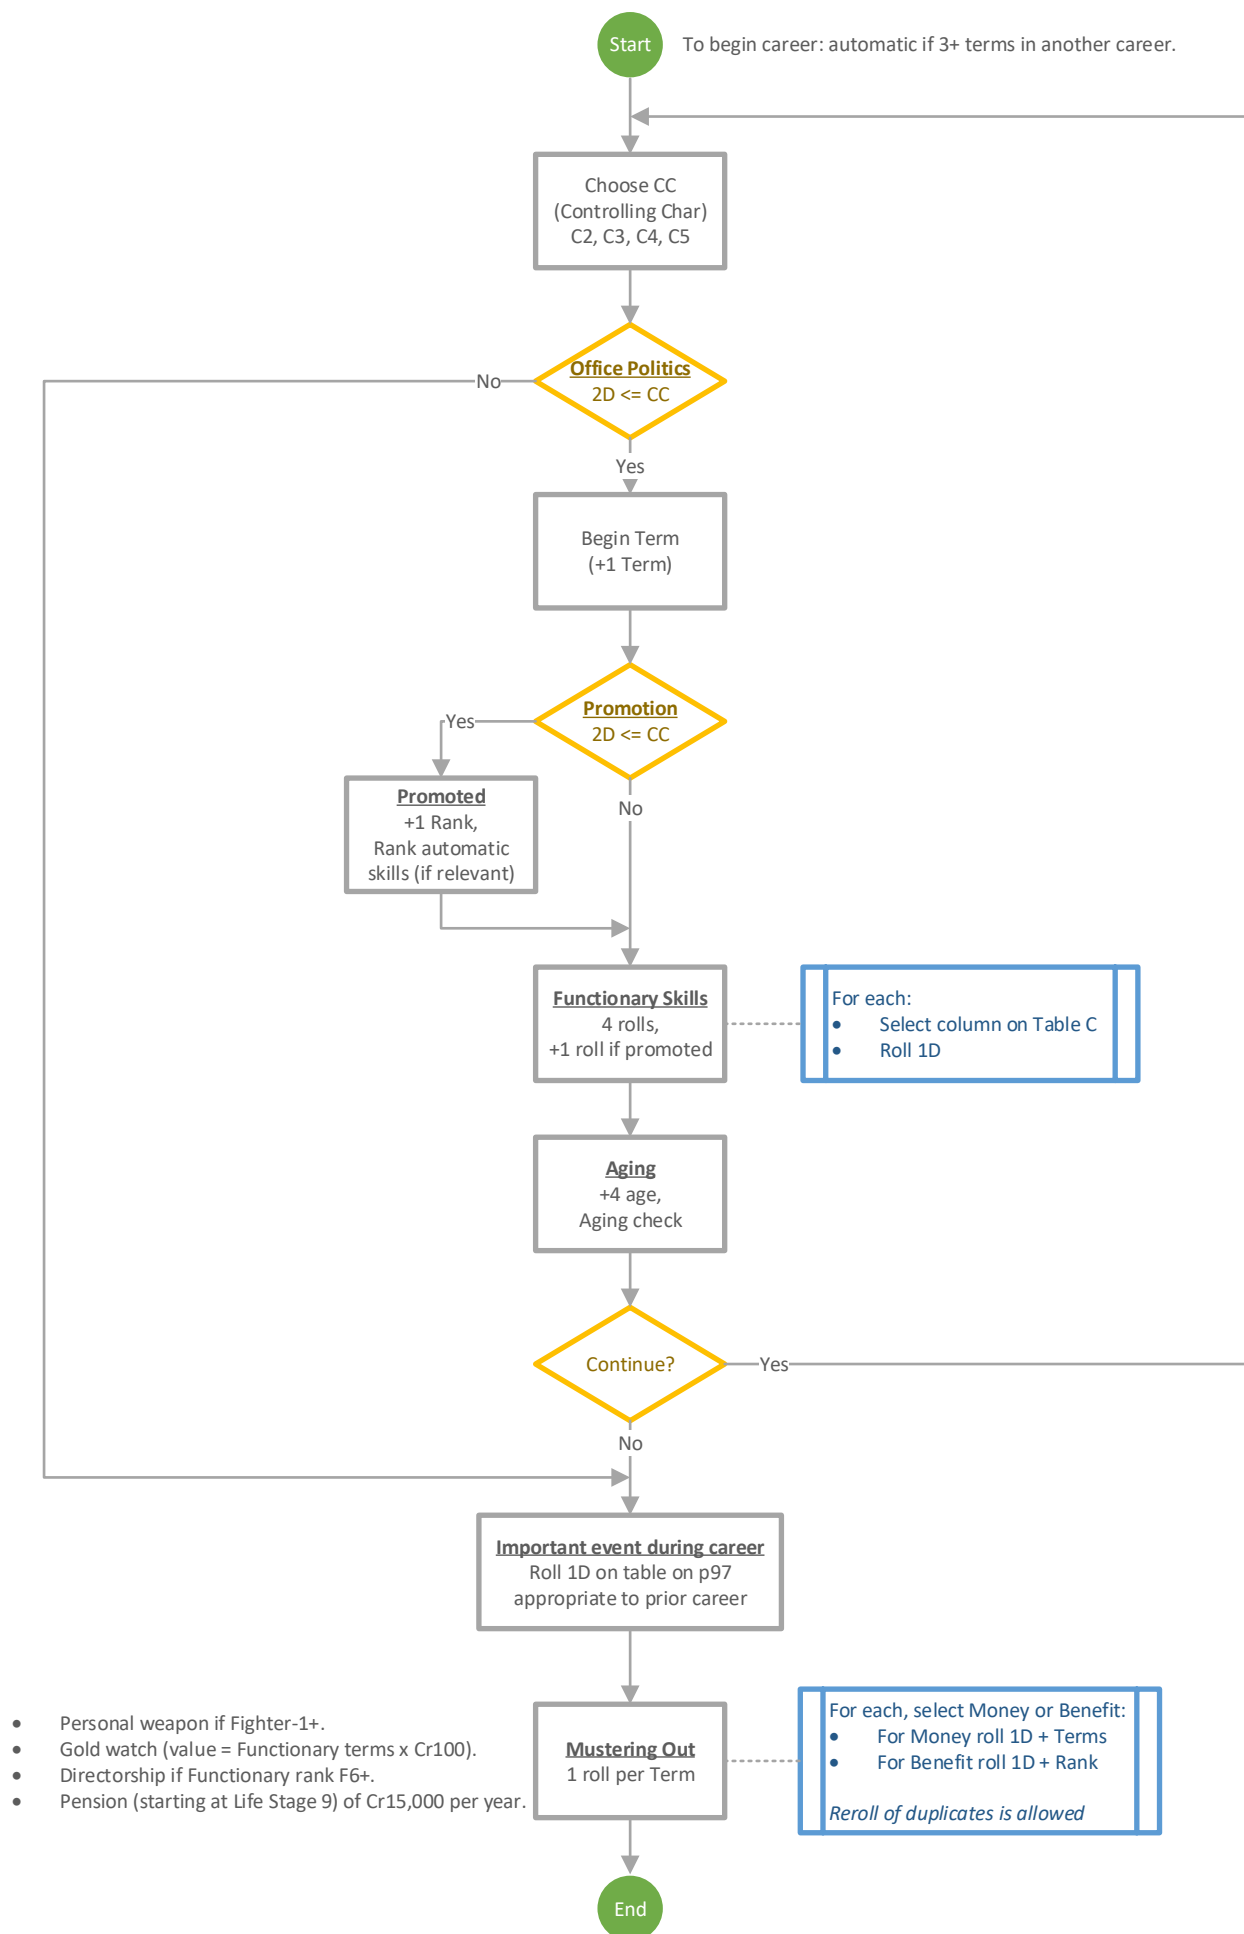 Start
To begin career: automatic if 3+ terms in another career.
Choose CC
(Controlling Char)
C2, C3, C4, C5
Office Politics
2D <= CC
No
Yes
Begin Term
(+1 Term)
Promotion
2D <= CC
Yes
No
Promoted
+1 Rank,
Rank automatic
skills (if relevant)
Functionary Skills
4 rolls,
+1 roll if promoted
For each:
• Select column on Table C
• Roll 1D
Aging
+4 age,
Aging check
Continue?
Yes
No
Important event during career
Roll 1D on table on p97
appropriate to prior career
• Personal weapon if Fighter-1+.
• Gold watch (value = Functionary terms x Cr100).
• Directorship if Functionary rank F6+.
• Pension (starting at Life Stage 9) of Cr15,000 per year.
Mustering Out
1 roll per Term
For each, select Money or Benefit:
• For Money roll 1D + Terms
• For Benefit roll 1D + Rank
Reroll of duplicates is allowed
End